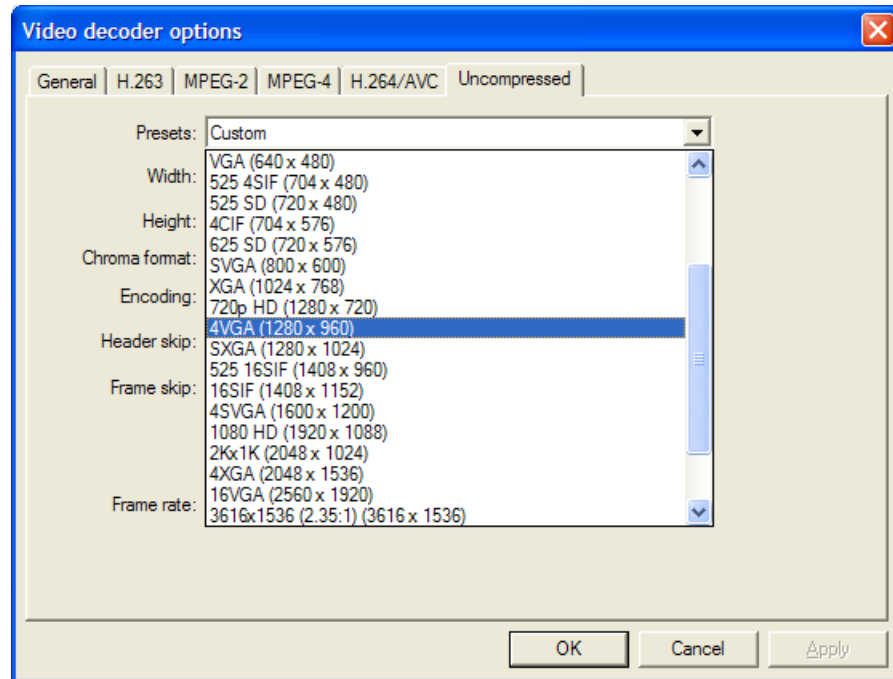 Video decoder options
General H.263 MPEG-2 MPEG-4 H.264/AVC Uncompressed
Presets: Custom
VGA (640 x 480)
Width:
525 4SIF (704 x 480)
525 SD (720 x 480)
Height:
4CIF (704 x 576)
625 SD (720 x 576)
Chroma format:
SVGA (800 x 600)
XGA (1024 x 768)
Encoding:
720p HD (1280 x 720)
4VGA (1280 x 960)
Header skip:
SXGA (1280 x 1024)
525 16SIF (1408 x 960)
Frame skip:
16SIF (1408 x 1152)
4SVGA (1600 x 1200)
1080 HD (1920 x 1088)
2Kx1K (2048 x 1024)
4XGA (2048 x 1536)
16VGA (2560 x 1920)
Frame rate:
3616x1536 (2.35:1) (3616 x 1536)
OK Cancel Apply